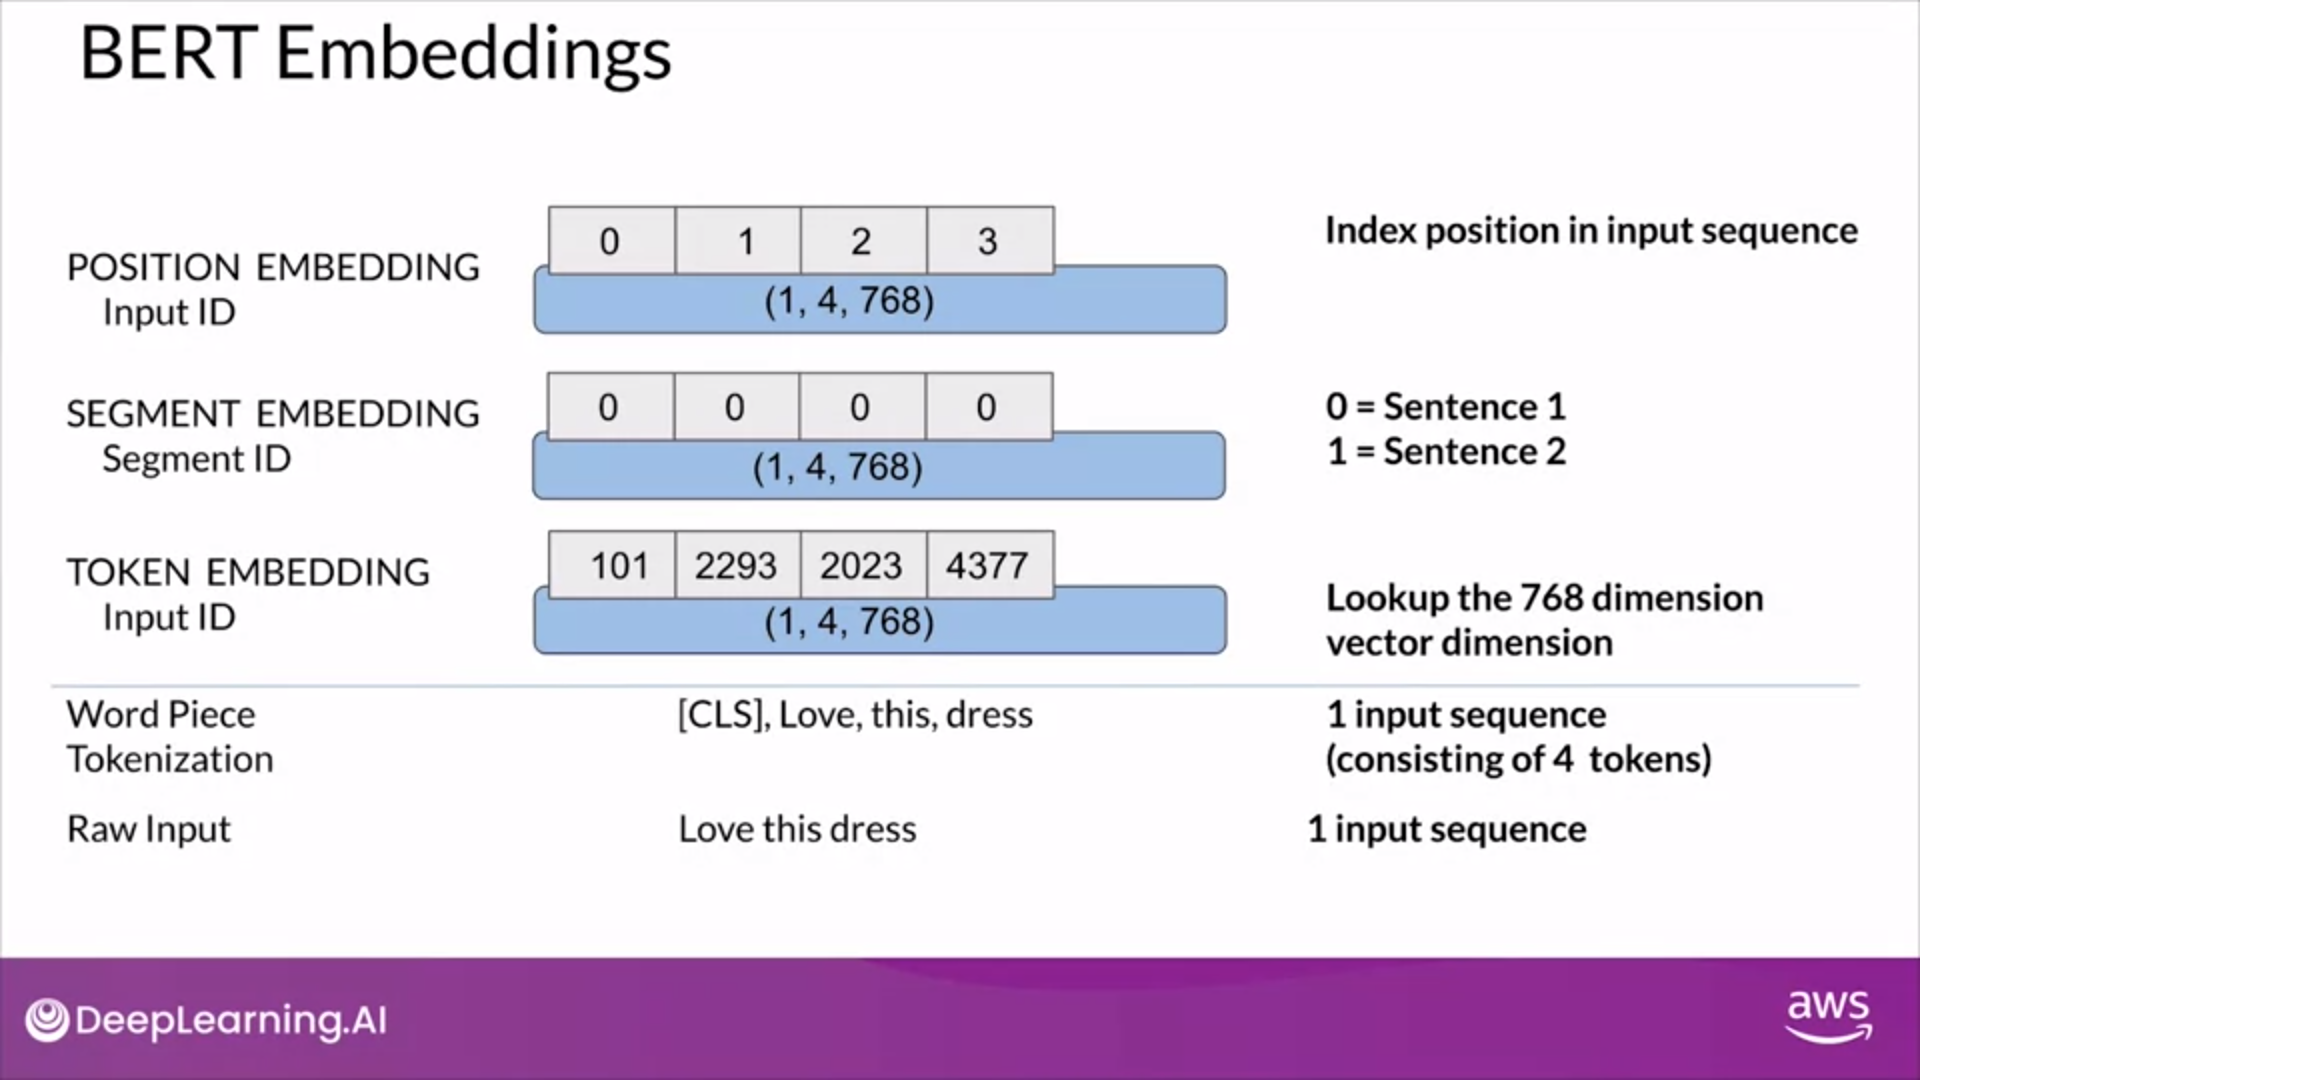 BERT Embeddings
0 1 2 3
Index position in input sequence
POSITION EMBEDDING
Input ID
(1, 4, 768)
0 0 0 0
0 = Sentence 1
SEGMENT EMBEDDING
Segment ID
(1, 4, 768)
1 = Sentence 2
101 2293 2023 4377
TOKEN EMBEDDING
Input ID
(1, 4, 768)
Lookup the 768 dimension
vector dimension
Word Piece
Tokenization
[CLS], Love, this, dress
1 input sequence
(consisting of 4 tokens)
Raw Input
Love this dress
1 input sequence
DeepLearning.AI
aws